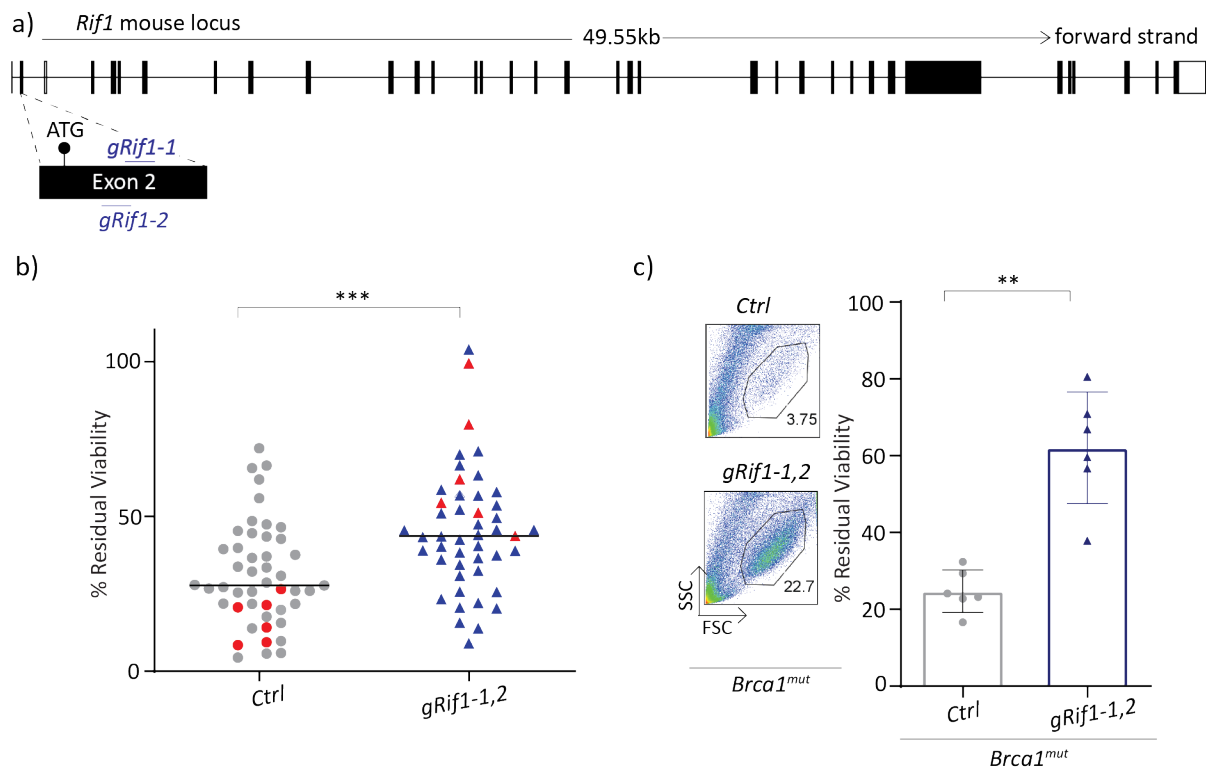 a)
Rif1 mouse locus
49.55kb
forward strand
ATG
gRif1-1
Exon 2
gRif1-2
b)
***
% Residual Viability
100
50
0
Ctrl
gRif1-1,2
c)
Ctrl
3.75
gRif1-1,2
22.7
SSC
FSC
Brca1mut
**
% Residual Viability
100
80
60
40
20
0
Ctrl
gRif1-1,2
Brca1mut